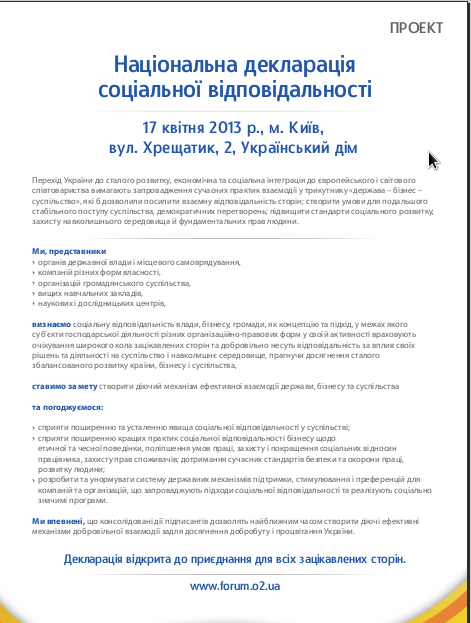 ПРОЕКТ
Національна декларація
соціальної відповідальності
17 квітня 2013 р., м. Київ,
вул. Хрещатик, 2, Український дім
Перехід України до сталого розвитку, економічна та соціальна інтеграція до європейського і світового
співтовариства вимагають запровадження сучасних практик взаємодії у трикутнику «держава – бізнес –
суспільство», які б дозволили посилити взаємну відповідальність сторін; створити умови для подальшого
стабільного поступу суспільства, демократичних перетворень; підвищити стандарти соціального розвитку,
захисту навколишнього середовища й фундаментальних прав людини.
Ми, представники
› органів державної влади і місцевого самоврядування,
› компаній різних форм власності,
› організацій громадянського суспільства,
› вищих навчальних закладів,
› наукових і дослідницьких центрів,
визнаємо соціальну відповідальність влади, бізнесу, громади, як концепцію та підхід, у межах якого
суб'єкти господарської діяльності різних організаційно-правових форм у своїй активності враховують
очікування широкого кола зацікавлених сторін та добровільно несуть відповідальність за вплив своїх
рішень та діяльності на суспільство і навколишнє середовище, прагнучи досягнення сталого
збалансованого розвитку країни, бізнесу і суспільства,
ставимо за мету створити діючий механізм ефективної взаємодії держави, бізнесу та суспільства
та погоджуємося:
› сприяти поширенню та усталенню явища соціальної відповідальності у суспільстві;
› сприяти поширенню кращих практик соціальної відповідальності бізнесу щодо
етичної та чесної поведінки, поліпшення умов праці, захисту і покращення соціальних відносин
працівника, захисту прав споживачів; дотримання сучасних стандартів безпеки та охорони праці,
розвитку людини;
› розробити та унормувати систему державних механізмів підтримки, стимулювання і преференцій для
компаній та організацій, що запроваджують підходи соціальної відповідальності та реалізують соціально
значимі програми.
Ми впевнені, що консолідовані дії підписантів дозволять найближчим часом створити діючі ефективні
механізми добровільної взаємодії задля досягнення добробуту і процвітання України.
Декларація відкрита до приєднання для всіх зацікавлених сторін.
www.forum.o2.ua